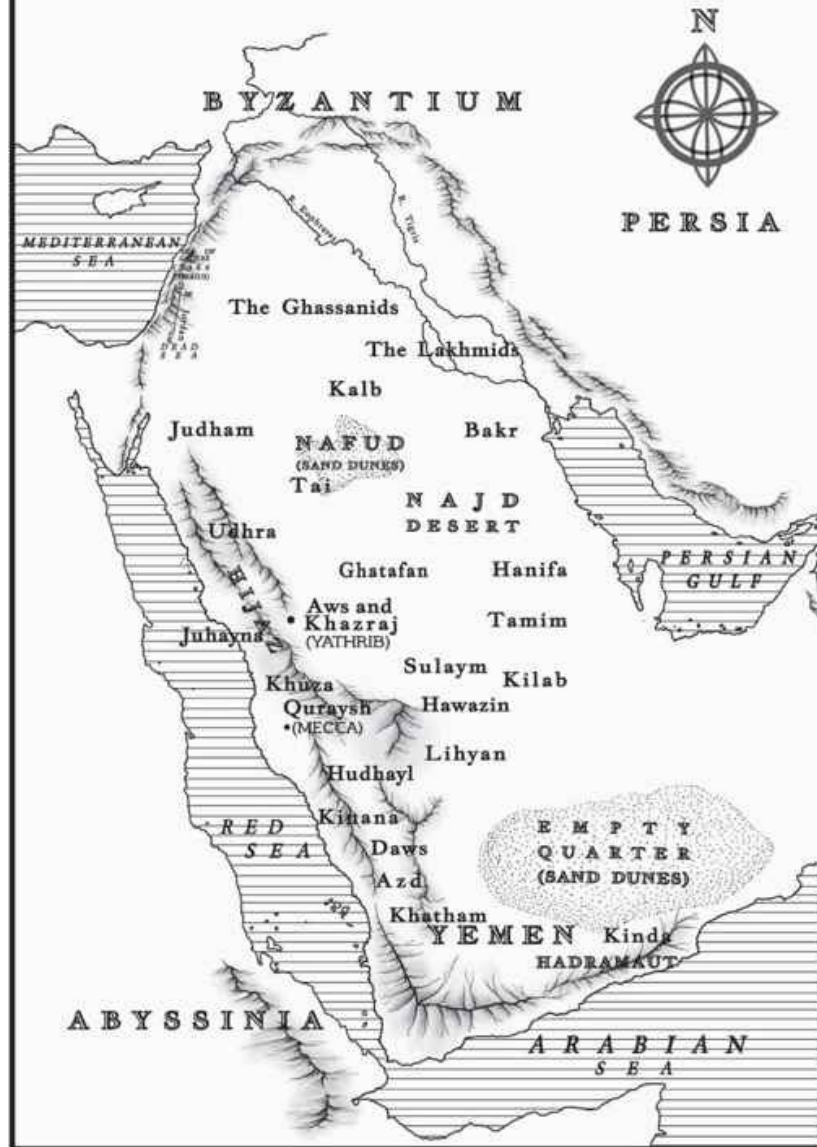 N
BYZANTIUM
R. Euphrates
R. Tigris
PERSIA
MEDITERRANEAN
SEA
Jordan
DEAD
SEA
The Ghassanids
The Lakhmids
Kalb
Judham
NAFUD
(SAND DUNES)
Bakr
Tai
NAJD
DESERT
Udhra
HIJAZ
Ghatafan
Hanifa
PERSIAN
GULF
Aws and
Khazraj
(YATHRIB)
Tamim
Juhayna
Sulaym
Kilab
Khuza
Quraysh
(MECCA)
Hawazin
Lihyan
Hudhayl
Kinana
RED
SEA
Daws
Azd
EMPTY
QUARTER
(SAND DUNES)
Khatham
YEMEN
Kinda
HADRAMAUT
ABYSSINIA
ARABIAN
SEA